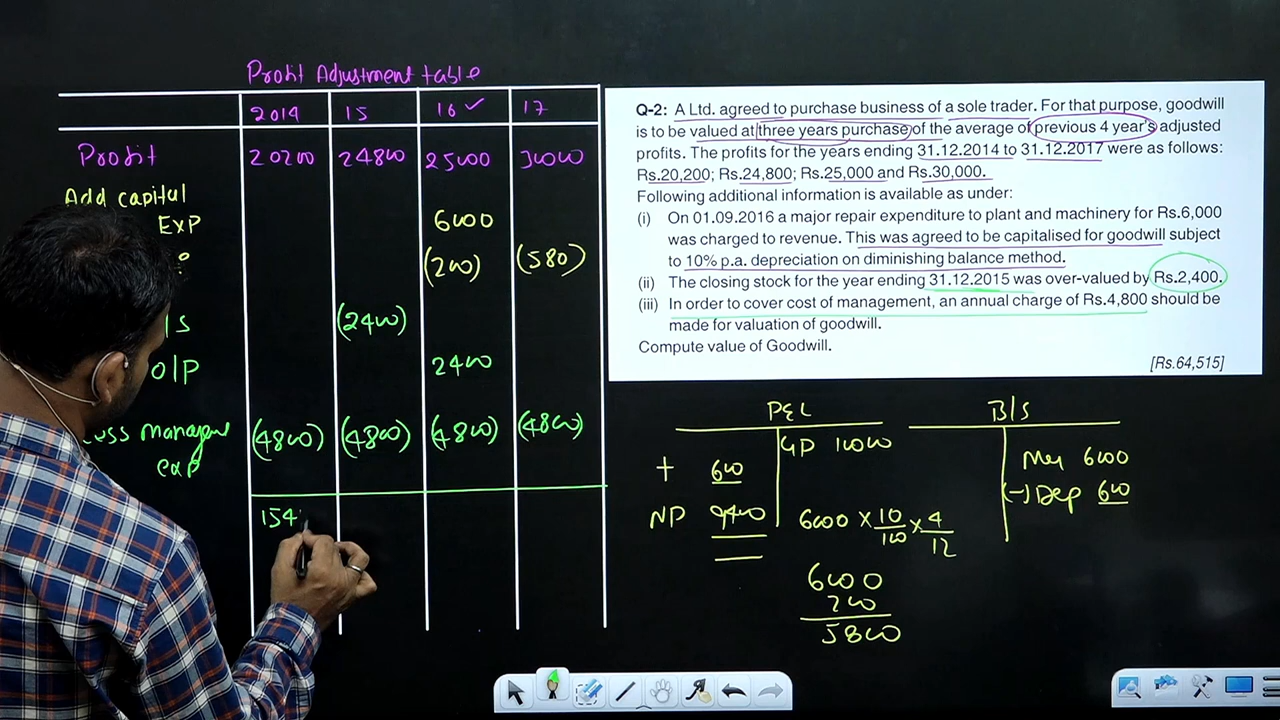 Profit Adjustment table
2014 15 16 ✓ 17
Profit 20200 24800 25000 30000
Add capital
EXP 6000
(200) (580)
/S (2400)
O/P 2400
Less managem exp (4800) (4800) (4800) (4800)
154
Q-2: A Ltd. agreed to purchase business of a sole trader. For that purpose, goodwill
is to be valued at three years purchase of the average of previous 4 year's adjusted
profits. The profits for the years ending 31.12.2014 to 31.12.2017 were as follows:
Rs.20,200; Rs.24,800; Rs.25,000 and Rs.30,000.
Following additional information is available as under:
(i) On 01.09.2016 a major repair expenditure to plant and machinery for Rs.6,000
was charged to revenue. This was agreed to be capitalised for goodwill subject
to 10% p.a. depreciation on diminishing balance method.
(ii) The closing stock for the year ending 31.12.2015 was over-valued by Rs.2,400.
(iii) In order to cover cost of management, an annual charge of Rs.4,800 should be
made for valuation of goodwill.
Compute value of Goodwill.
[Rs.64,515]
P&L
GP 10000
+ 600
NP 9400
B/S
6000
(-) Dep 600
6000 × 10/100 × 4/12
6000
200
5800